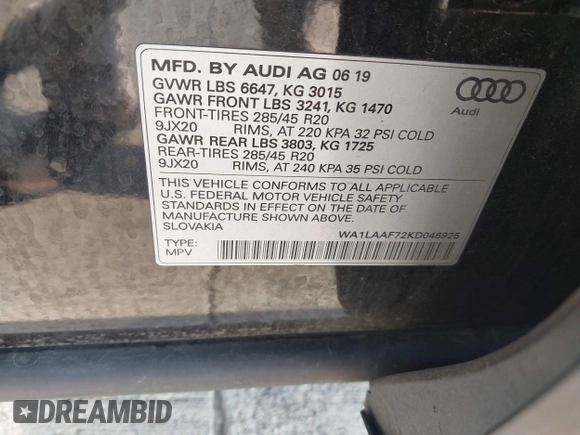 MFD. BY AUDI AG 06 19
GVWR LBS 6647, KG 3015
GAWR FRONT LBS 3241, KG 1470
FRONT-TIRES 285/45 R20
9JX20 RIMS, AT 220 KPA 32 PSI COLD
GAWR REAR LBS 3803, KG 1725
REAR-TIRES 285/45 R20
9JX20 RIMS, AT 240 KPA 35 PSI COLD
Audi
THIS VEHICLE CONFORMS TO ALL APPLICABLE
U.S. FEDERAL MOTOR VEHICLE SAFETY
STANDARDS IN EFFECT ON THE DATE OF
MANUFACTURE SHOWN ABOVE.
SLOVAKIA
WA1LAAF72KD046925
TYPE:
MPV
DREAMBID